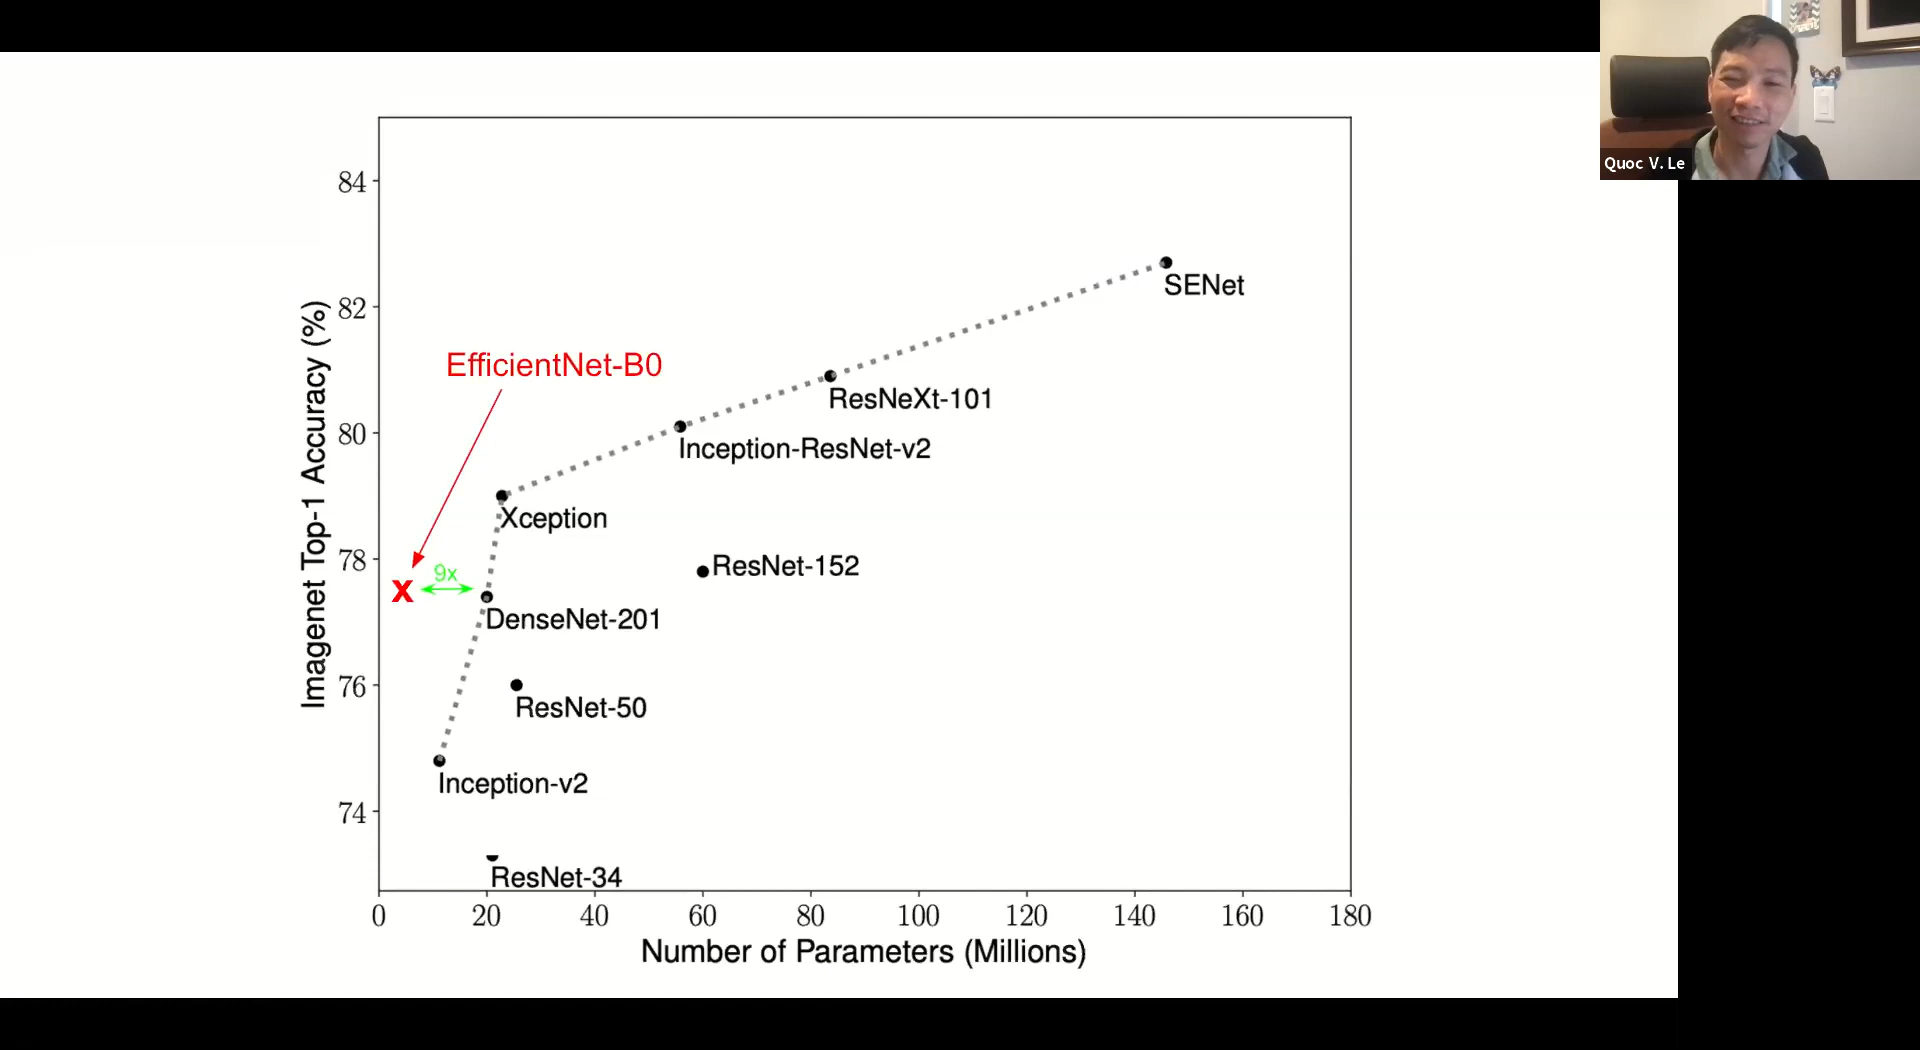 Quoc V. Le
84
82
80
78
76
74
Imagenet Top-1 Accuracy (%)
EfficientNet-B0
X
9x
SENet
ResNeXt-101
Inception-ResNet-v2
Xception
ResNet-152
DenseNet-201
ResNet-50
Inception-v2
ResNet-34
0 20 40 60 80 100 120 140 160 180
Number of Parameters (Millions)